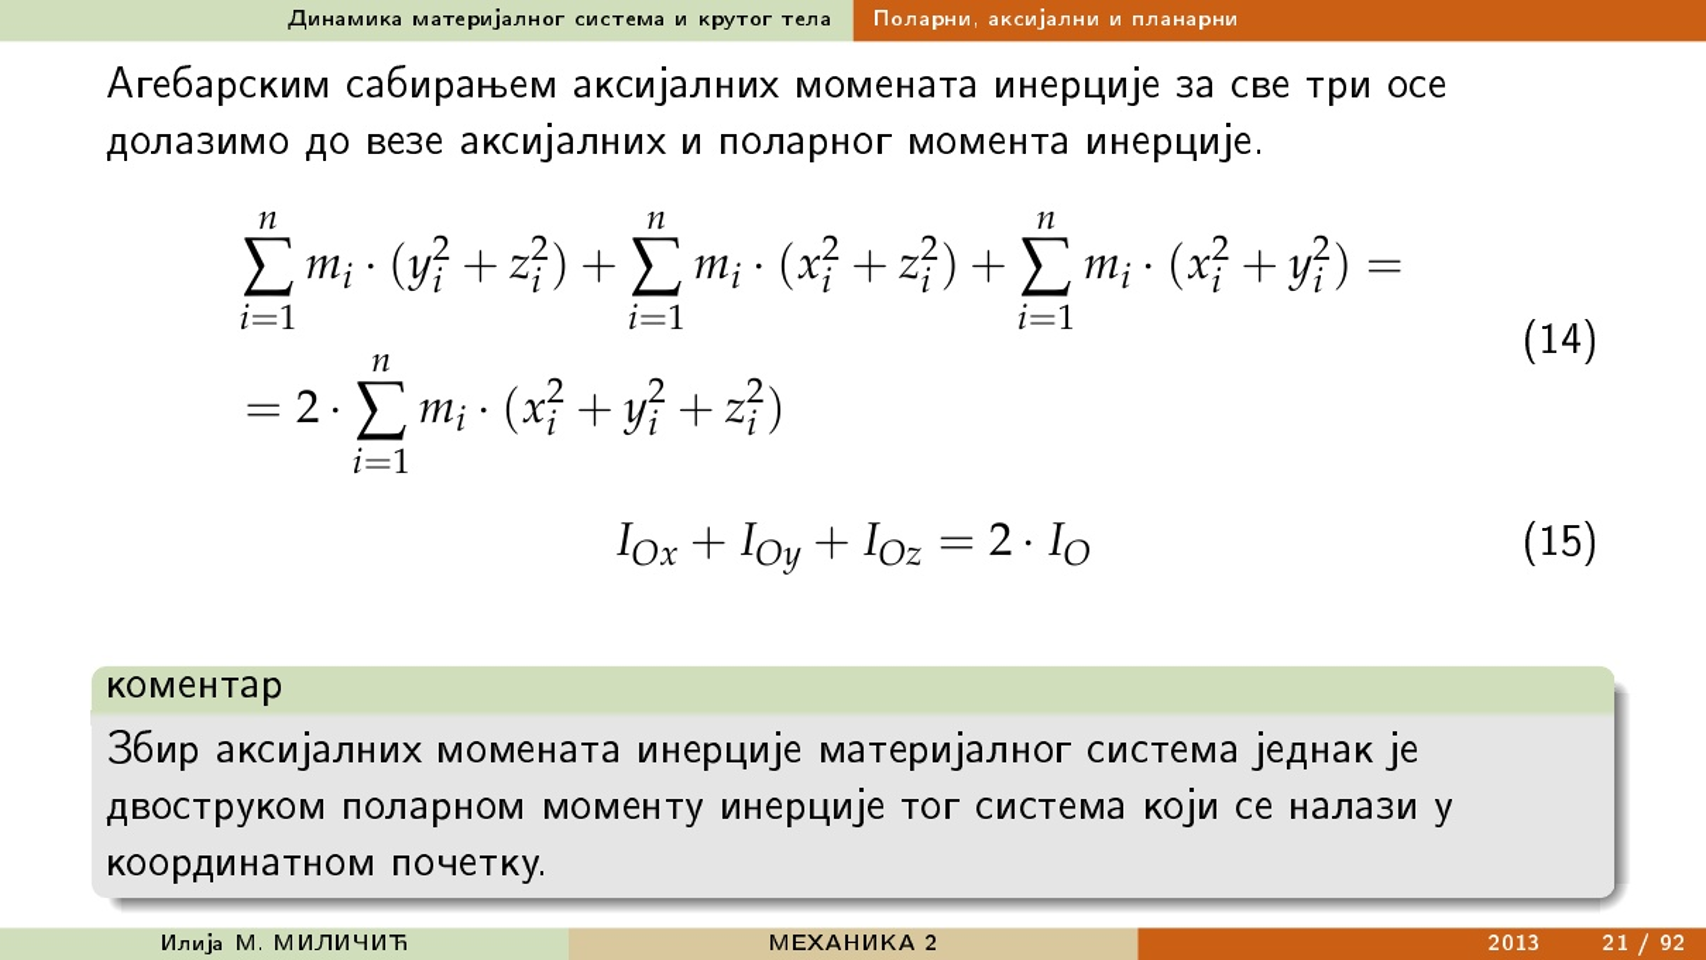 Динамика материјалног система и крутог тела Поларни, аксијални и планарни
Агебарским сабирањем аксијалних момената инерције за све три осе
долазимо до везе аксијалних и поларног момента инерције.
$\sum_{i=1}^{n} m_i \cdot (y_i^2 + z_i^2) + \sum_{i=1}^{n} m_i \cdot (x_i^2 + z_i^2) + \sum_{i=1}^{n} m_i \cdot (x_i^2 + y_i^2) =$
(14)
$= 2 \cdot \sum_{i=1}^{n} m_i \cdot (x_i^2 + y_i^2 + z_i^2)$
$I_{Ox} + I_{Oy} + I_{Oz} = 2 \cdot I_O$ (15)
коментар
Збир аксијалних момената инерције материјалног система једнак је
двоструком поларном моменту инерције тог система који се налази у
координатном почетку.
Илија М. МИЛИЧИЋ МЕХАНИКА 2 2013 21 / 92